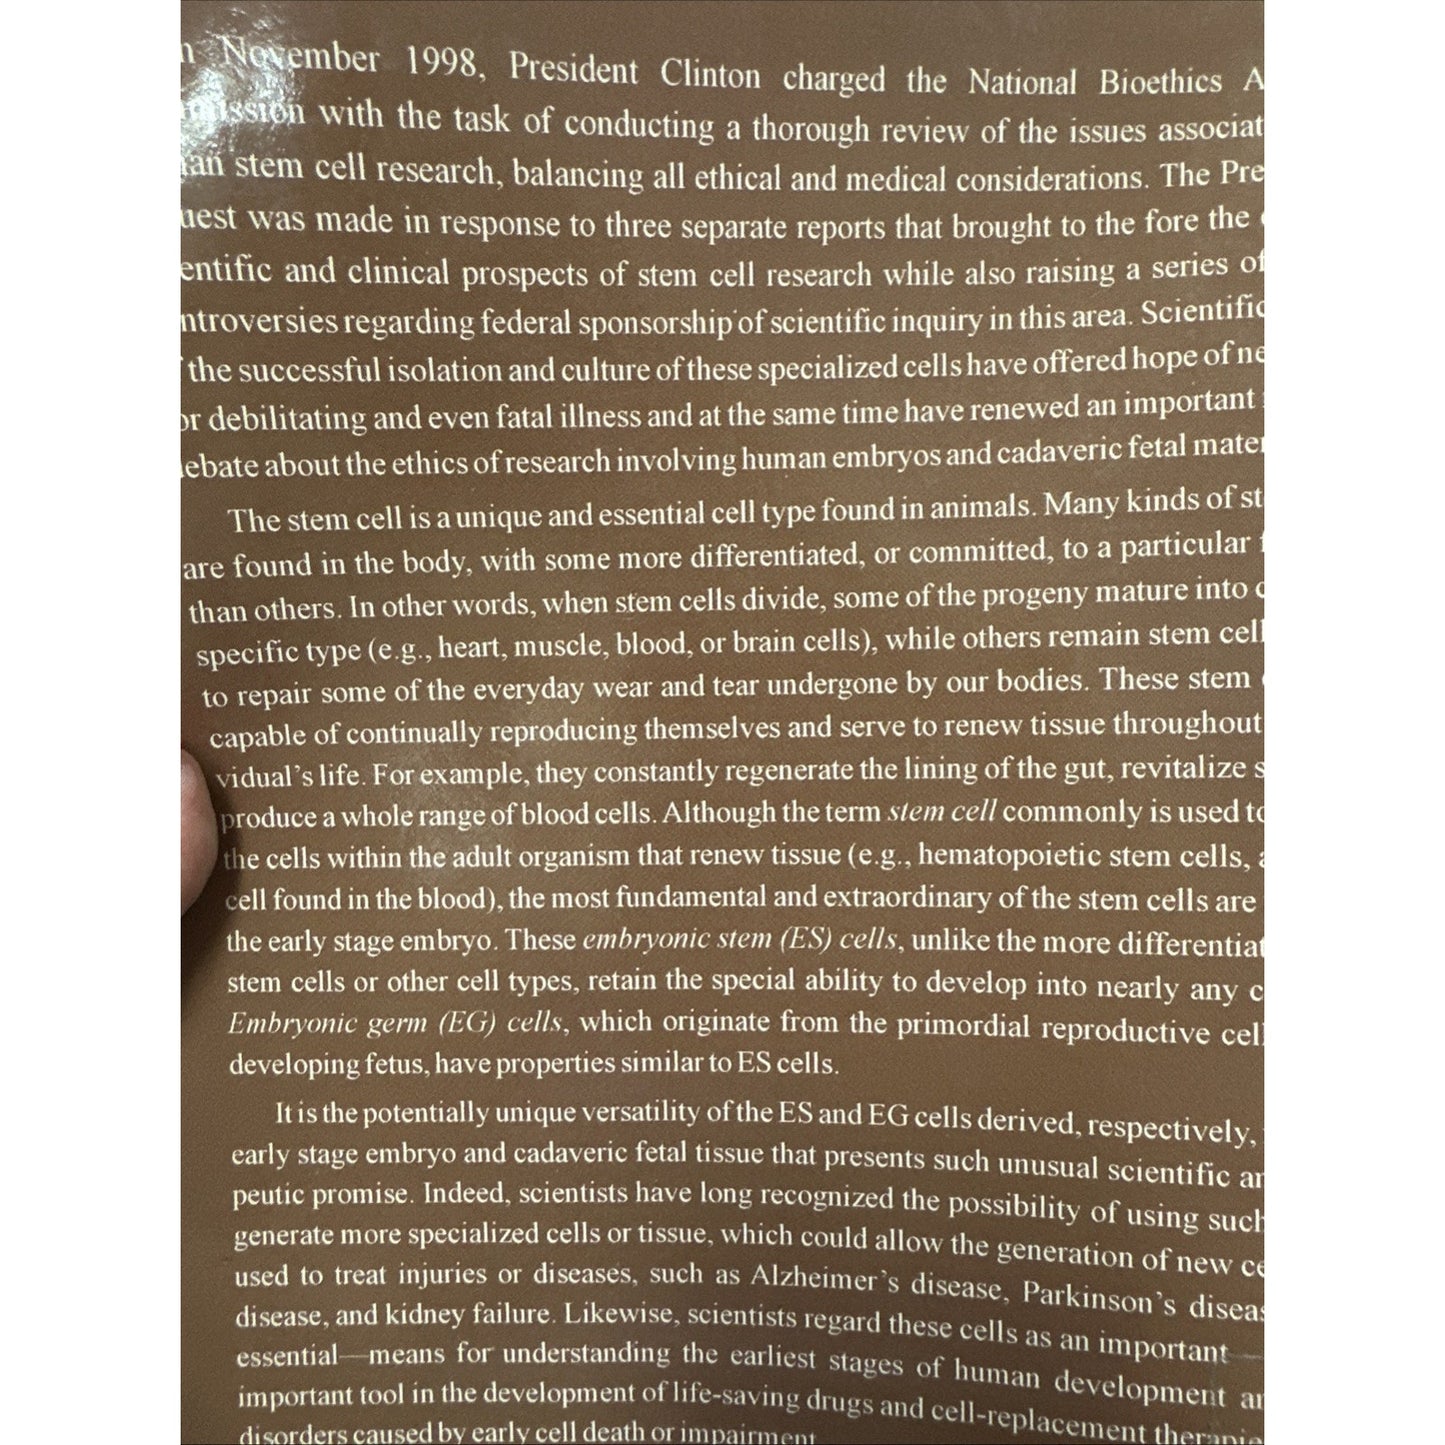 n November 1998, President Clinton charged the National Bioethics A
mission with the task of conducting a thorough review of the issues associat
an stem cell research, balancing all ethical and medical considerations. The Pre
uest was made in response to three separate reports that brought to the fore the
entific and clinical prospects of stem cell research while also raising a series of
ntroversies regarding federal sponsorship of scientific inquiry in this area. Scientific
the successful isolation and culture of these specialized cells have offered hope of ne
or debilitating and even fatal illness and at the same time have renewed an important
ebate about the ethics of research involving human embryos and cadaveric fetal mater
The stem cell is a unique and essential cell type found in animals. Many kinds of st
are found in the body, with some more differentiated, or committed, to a particular f
than others. In other words, when stem cells divide, some of the progeny mature into c
specific type (e.g., heart, muscle, blood, or brain cells), while others remain stem cell
to repair some of the everyday wear and tear undergone by our bodies. These stem
capable of continually reproducing themselves and serve to renew tissue throughout
vidual's life. For example, they constantly regenerate the lining of the gut, revitalize s
produce a whole range of blood cells. Although the term stem cell commonly is used to
the cells within the adult organism that renew tissue (e.g., hematopoietic stem cells, a
cell found in the blood), the most fundamental and extraordinary of the stem cells are
the early stage embryo. These embryonic stem (ES) cells, unlike the more differentiat
stem cells or other cell types, retain the special ability to develop into nearly any c
Embryonic germ (EG) cells, which originate from the primordial reproductive cell
developing fetus, have properties similar to ES cells.
It is the potentially unique versatility of the ES and EG cells derived, respectively,
early stage embryo and cadaveric fetal tissue that presents such unusual scientific an
peutic promise. Indeed, scientists have long recognized the possibility of using such
generate more specialized cells or tissue, which could allow the generation of new ce
used to treat injuries or diseases, such as Alzheimer's disease, Parkinson's diseas
disease, and kidney failure. Likewise, scientists regard these cells as an important—
essential—means for understanding the earliest stages of human development an
important tool in the development of life-saving drugs and cell-replacement therapie
disorders caused by early cell death or impairment